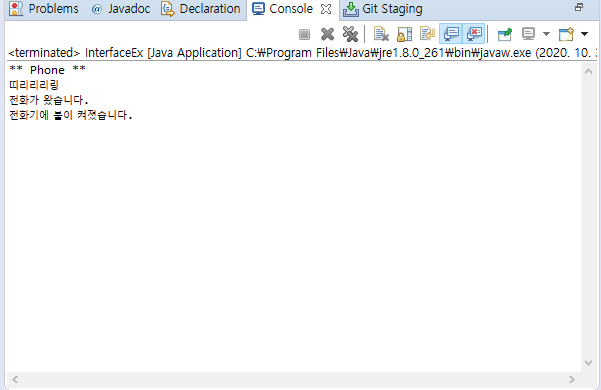 Problems @ Javadoc Declaration Console Git Staging
<terminated> InterfaceEx [Java Application] C:₩Program Files₩Java₩jre1.8.0_261₩bin₩javaw.exe (2020. 10. 3
** Phone **
띠리리리링
전화가 왔습니다.
전화기에 불이 켜졌습니다.